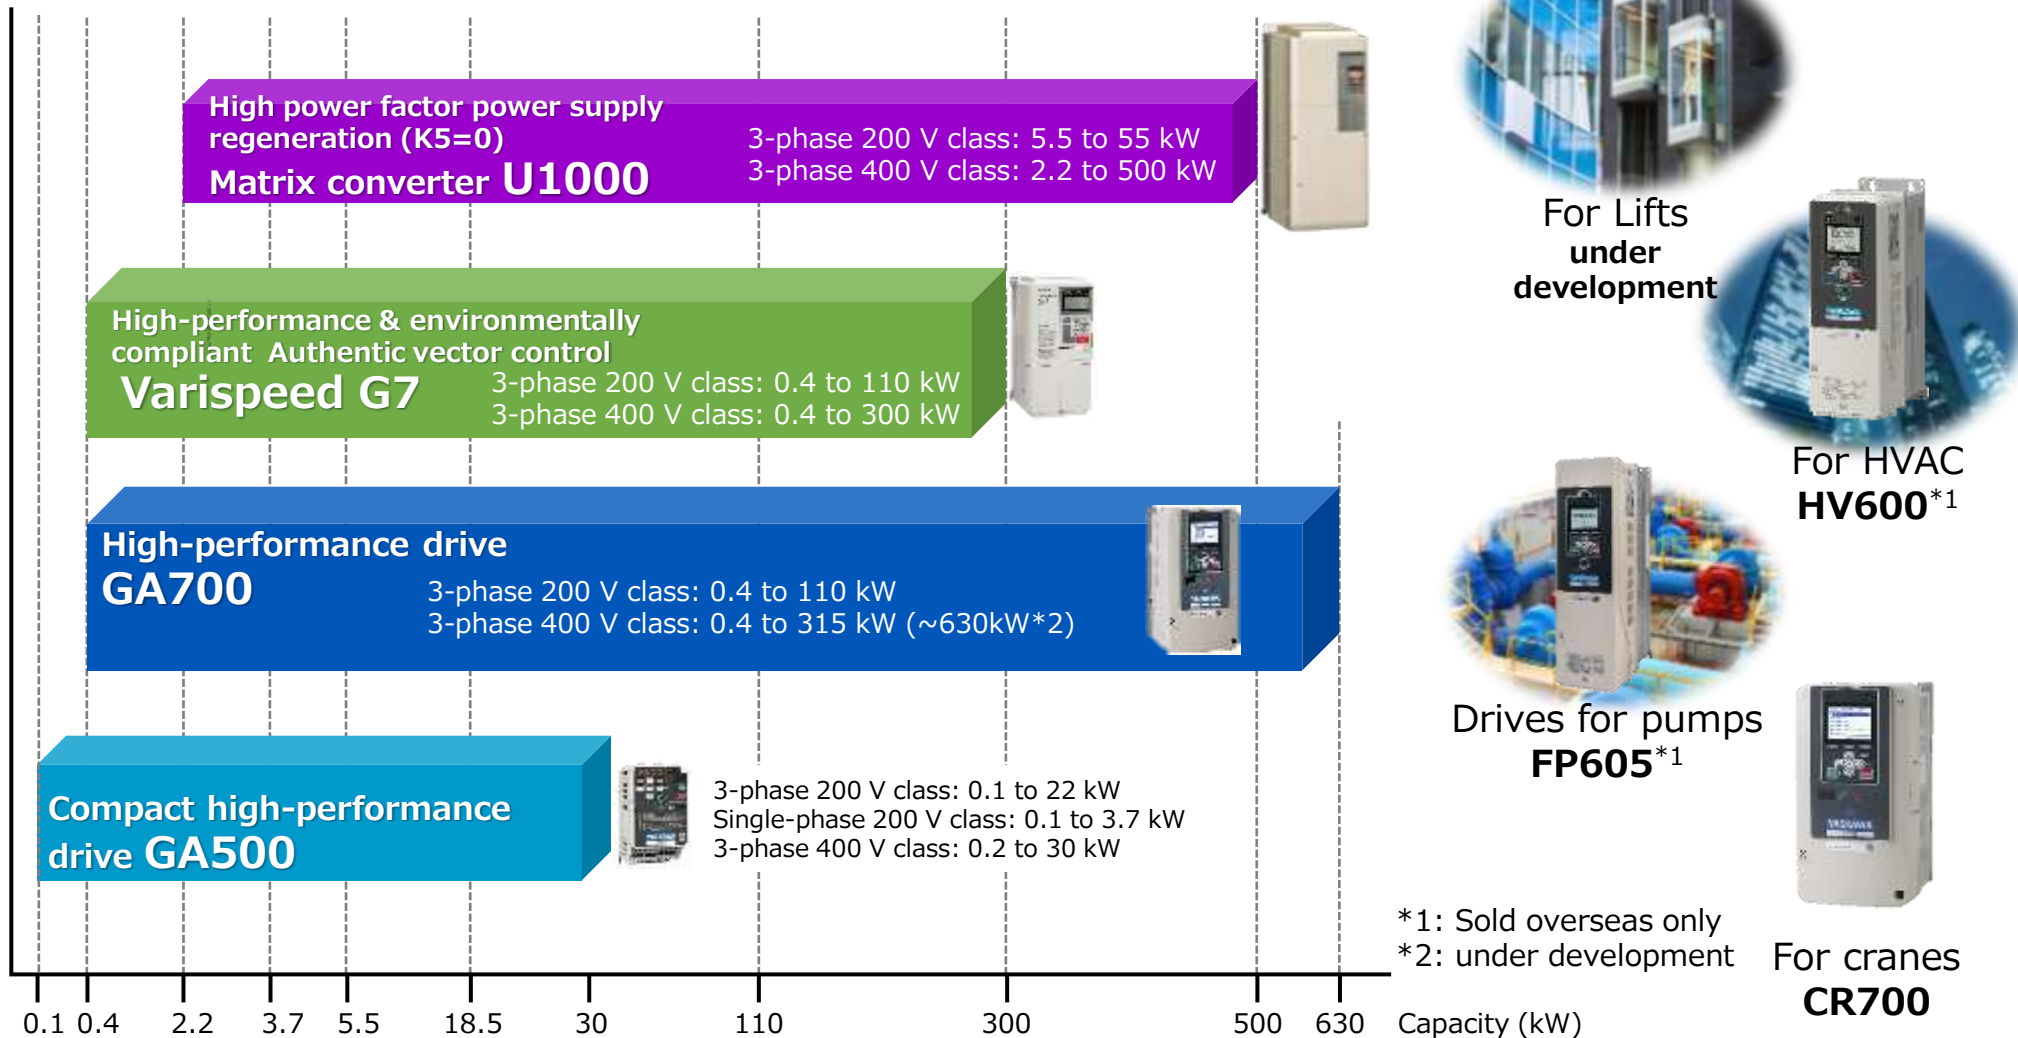 High power factor power supply
regeneration (K5=0)
Matrix converter U1000
3-phase 200 V class: 5.5 to 55 kW
3-phase 400 V class: 2.2 to 500 kW
High-performance & environmentally
compliant Authentic vector control
Varispeed G7
3-phase 200 V class: 0.4 to 110 kW
3-phase 400 V class: 0.4 to 300 kW
High-performance drive
GA700
3-phase 200 V class: 0.4 to 110 kW
3-phase 400 V class: 0.4 to 315 kW (~630kW*2)
Compact high-performance
drive GA500
3-phase 200 V class: 0.1 to 22 kW
Single-phase 200 V class: 0.1 to 3.7 kW
3-phase 400 V class: 0.2 to 30 kW
0.1 0.4 2.2 3.7 5.5 18.5 30 110 300 500 630 Capacity (kW)
For Lifts
under
development
For HVAC
HV600*1
Drives for pumps
FP605*1
*1: Sold overseas only
*2: under development
For cranes
CR700